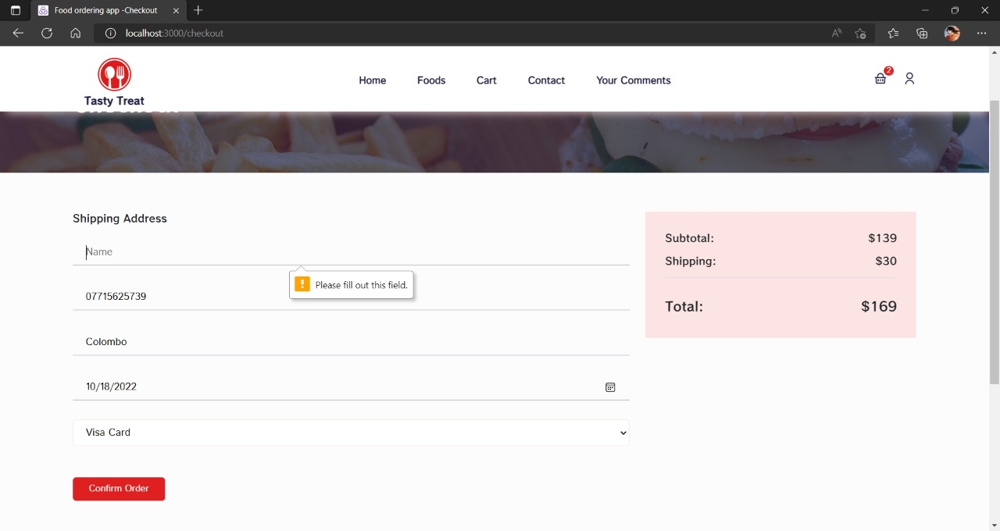 Food ordering app -Checkout
localhost:3000/checkout
Tasty Treat
Home Foods Cart Contact Your Comments
2
Checkout
Shipping Address
Name
Please fill out this field.
07715625739
Colombo
10/18/2022
Visa Card
Confirm Order
Subtotal: $139
Shipping: $30
Total: $169